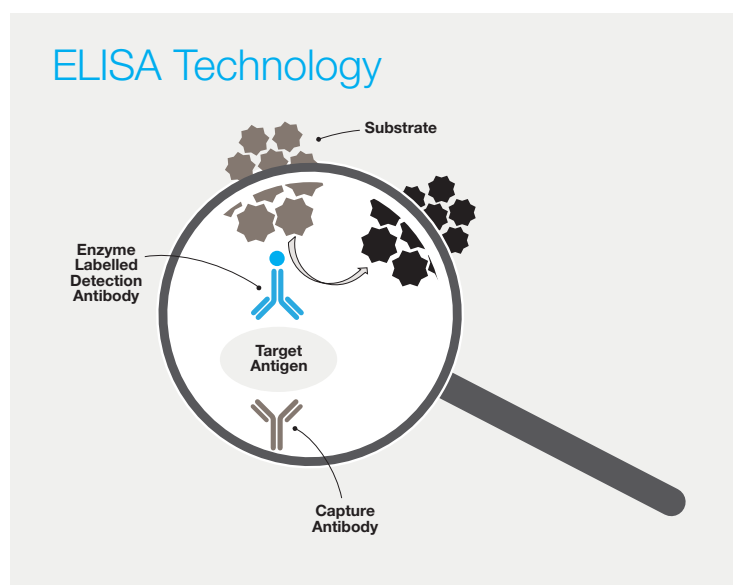 ELISA Technology
Substrate
Enzyme
Labelled
Detection
Antibody
Target
Antigen
Capture
Antibody